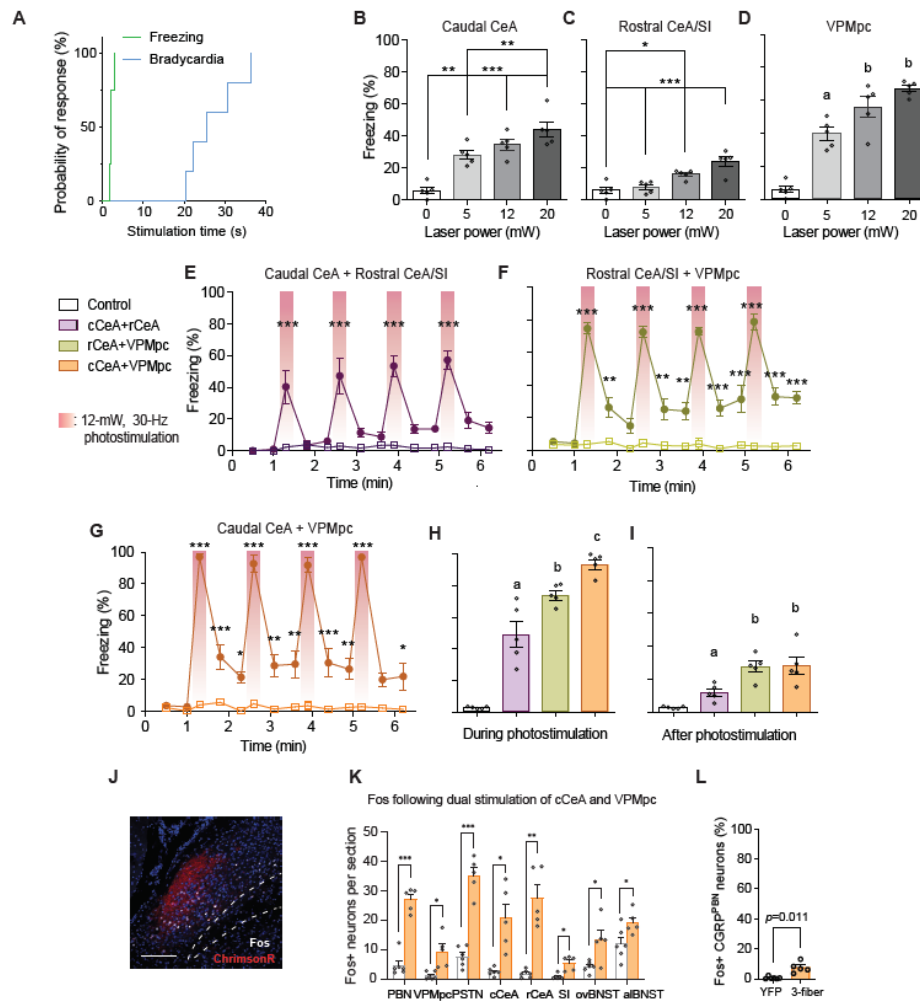 A
Freezing
Bradycardia
Probability of response (%)
100
50
0
0 10 20 30 40
Stimulation time (s)
B
Caudal CeA
**
** ***
Freezing (%)
100
80
60
40
20
0
0 5 12 20
Laser power (mW)
C
Rostral CeA/SI
*
***
0 5 12 20
Laser power (mW)
D
VPMpc
a b b
0 5 12 20
Laser power (mW)
Control
cCeA+rCeA
rCeA+VPMpc
cCeA+VPMpc
: 12-mW, 30-Hz
photostimulation
E
Caudal CeA + Rostral CeA/SI
Freezing (%)
100
80
60
40
20
0
*** *** *** ***
0 1 2 3 4 5 6
Time (min)
F
Rostral CeA/SI + VPMpc
*** *** *** ***
** ** ** *** *** *** ***
0 1 2 3 4 5 6
Time (min)
G
Caudal CeA + VPMpc
Freezing (%)
100
80
60
40
20
0
*** *** *** ***
*** * ** ** *** ** *
0 1 2 3 4 5 6
Time (min)
H
a b c
During photostimulation
I
a b b
After photostimulation
J
Fos
ChrimsonR
K
Fos following dual stimulation of cCeA and VPMpc
Fos+ neurons per section
50
40
30
20
10
0
*** * *** * ** * * *
PBN VPMpc PSTN cCeA rCeA SI ovBNST alBNST
L
Fos+ CGRPPBN neurons (%)
100
80
60
40
20
0
p=0.011
YFP 3-fiber